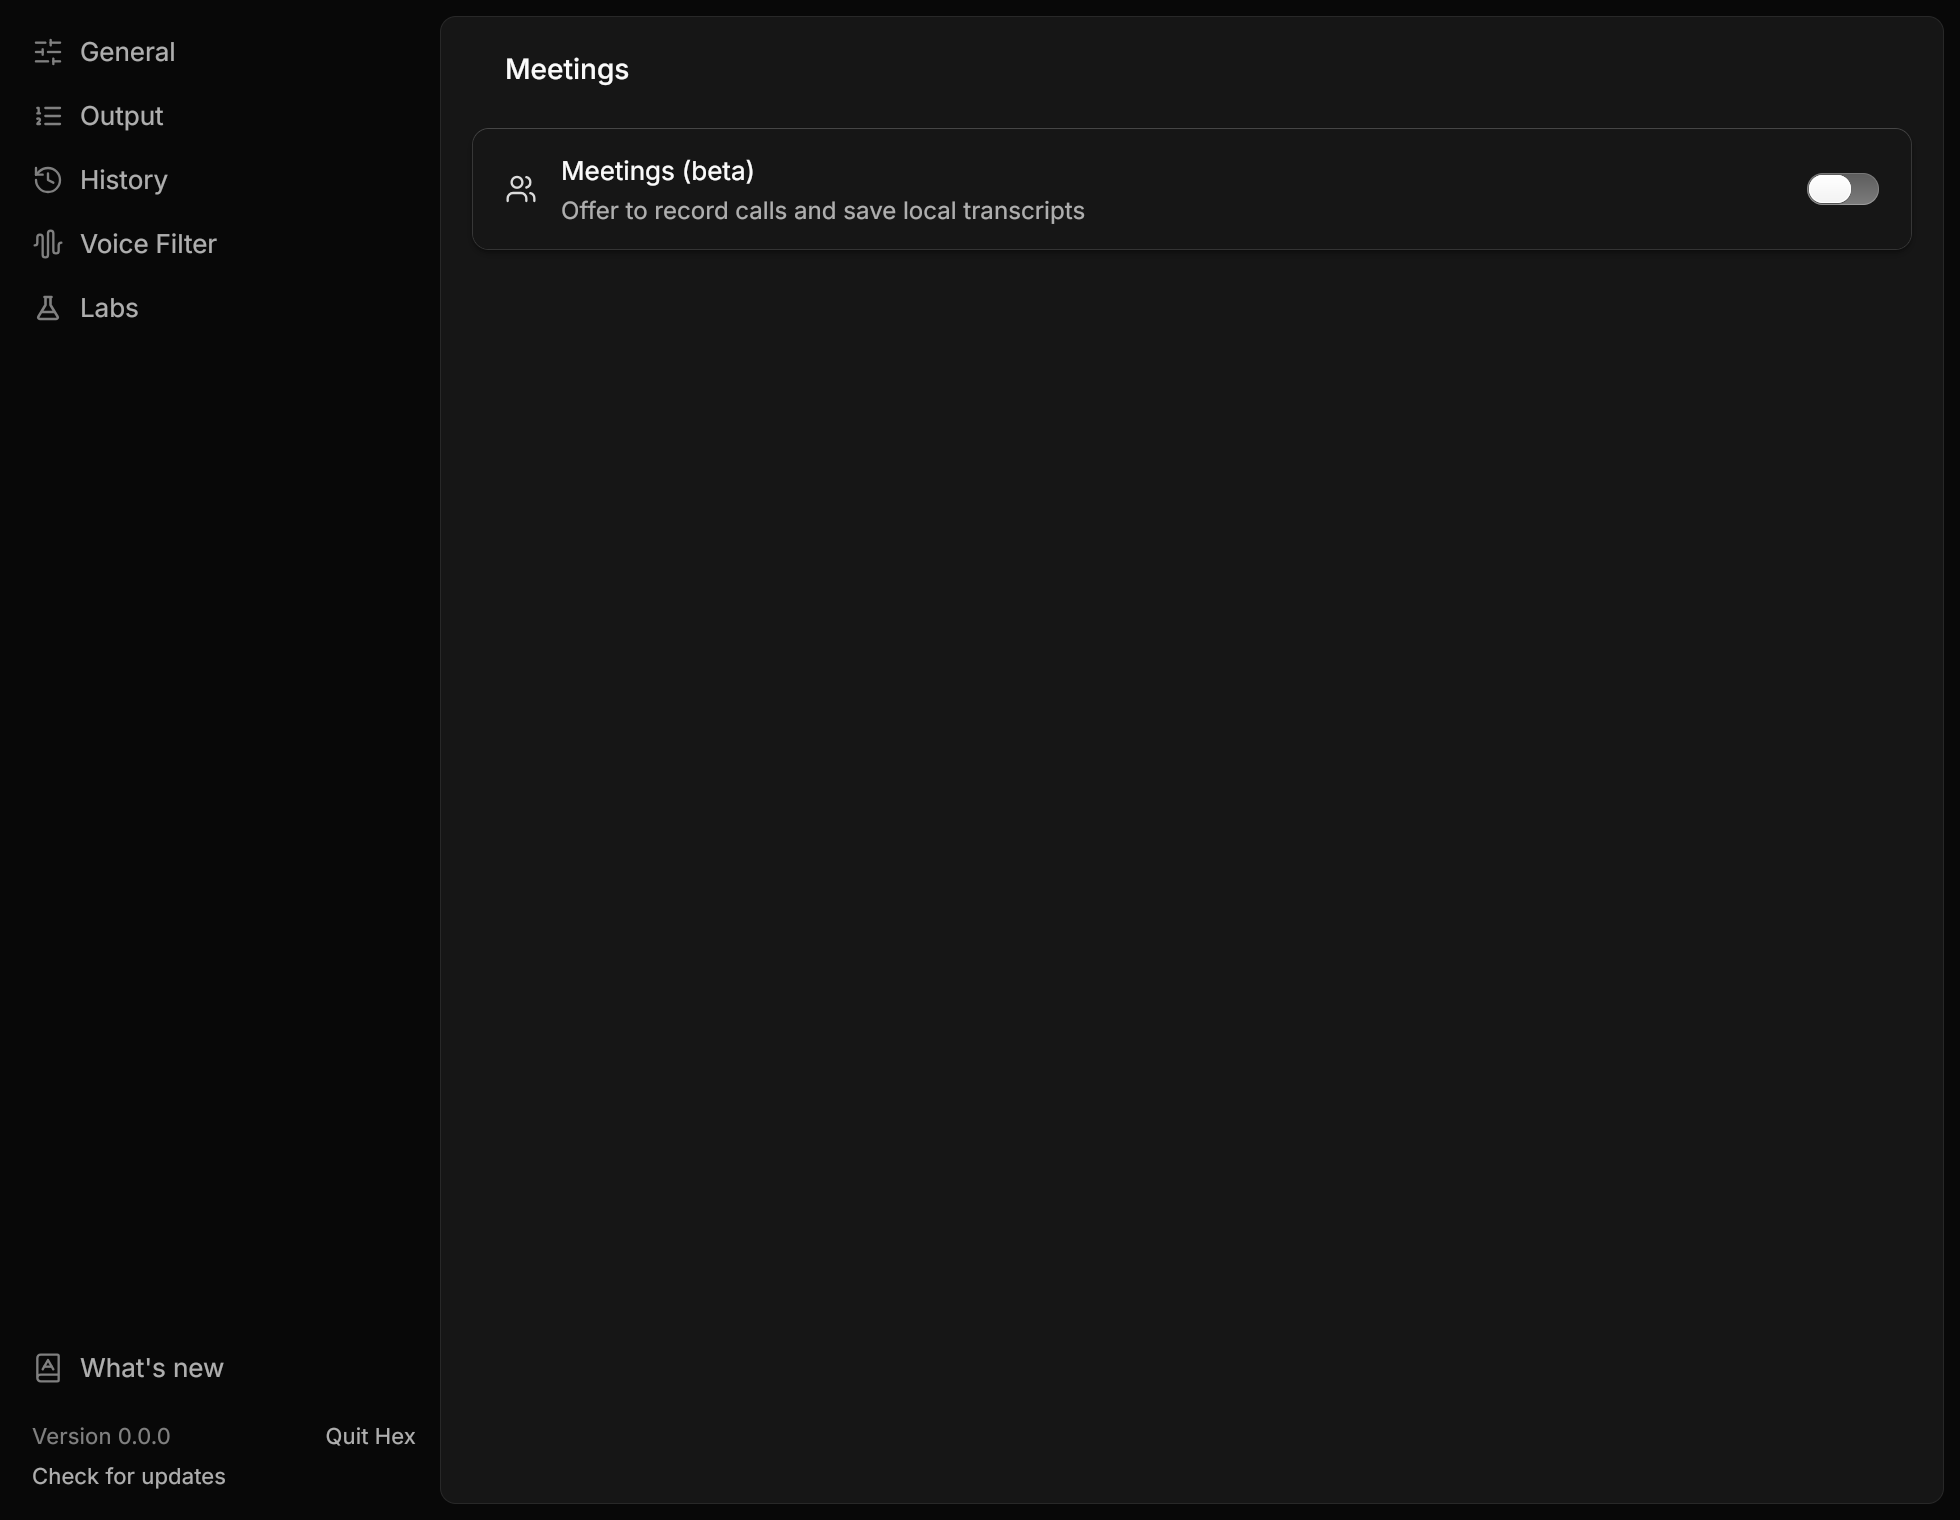 General
Output
History
Voice Filter
Labs
What's new
Version 0.0.0
Quit Hex
Check for updates
Meetings
Meetings (beta)
Offer to record calls and save local transcripts